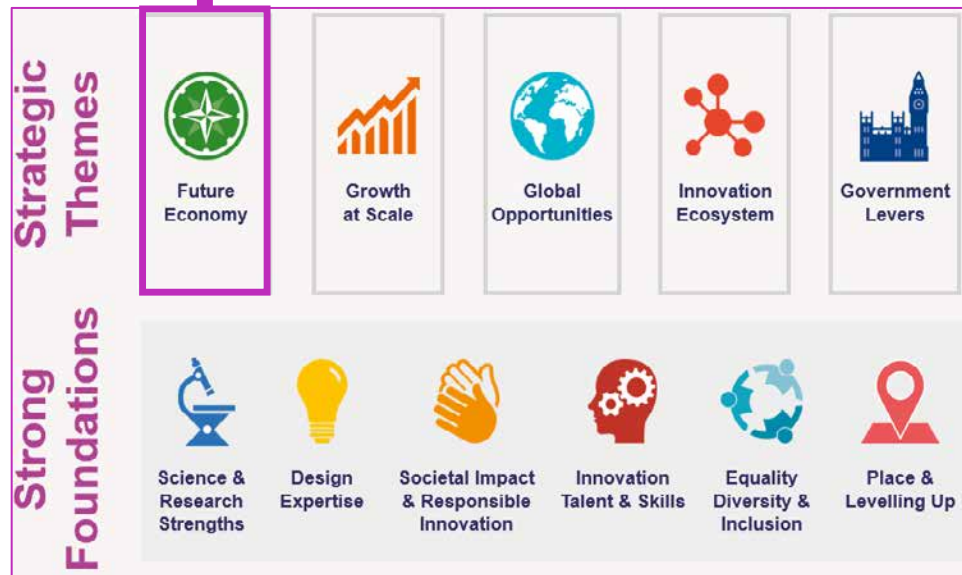 Strategic
Themes
Future
Economy
Growth
at Scale
Global
Opportunities
Innovation
Ecosystem
Government
Levers
Strong
Foundations
Science &
Research
Strengths
Design
Expertise
Societal Impact
& Responsible
Innovation
Innovation
Talent & Skills
Equality
Diversity &
Inclusion
Place &
Levelling Up